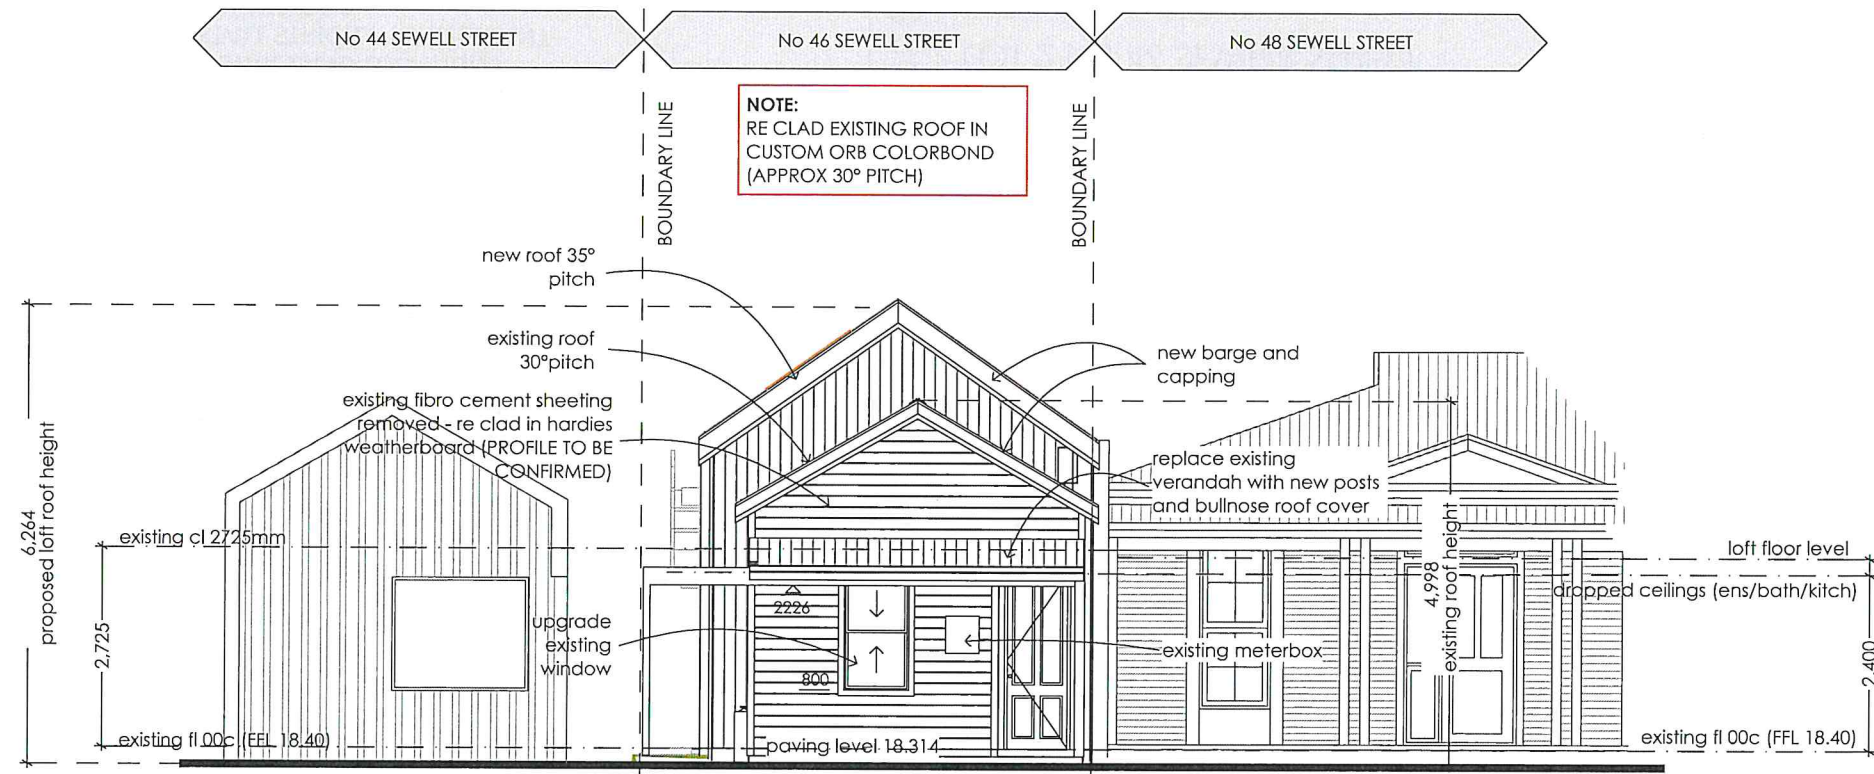 No 44 SEWELL STREET
No 46 SEWELL STREET
No 48 SEWELL STREET
NOTE:
RE CLAD EXISTING ROOF IN
CUSTOM ORB COLORBOND
(APPROX 30° PITCH)
BOUNDARY LINE
BOUNDARY LINE
new roof 35°
pitch
existing roof
30°pitch
existing fibro cement sheeting
removed - re clad in hardies
weatherboard (PROFILE TO BE
CONFIRMED)
new barge and
capping
replace existing
verandah with new posts
and bullnose roof cover
6,264
proposed loft roof height
existing cl 2725mm
2,725
upgrade
existing
window
2226
800
existing meterbox
4,998
existing roof height
loft floor level
dropped ceilings (ens/bath/kitch)
2,400
existing fl 00c (FFL 18.40)
paving level 18.314
existing fl 00c (FFL 18.40)